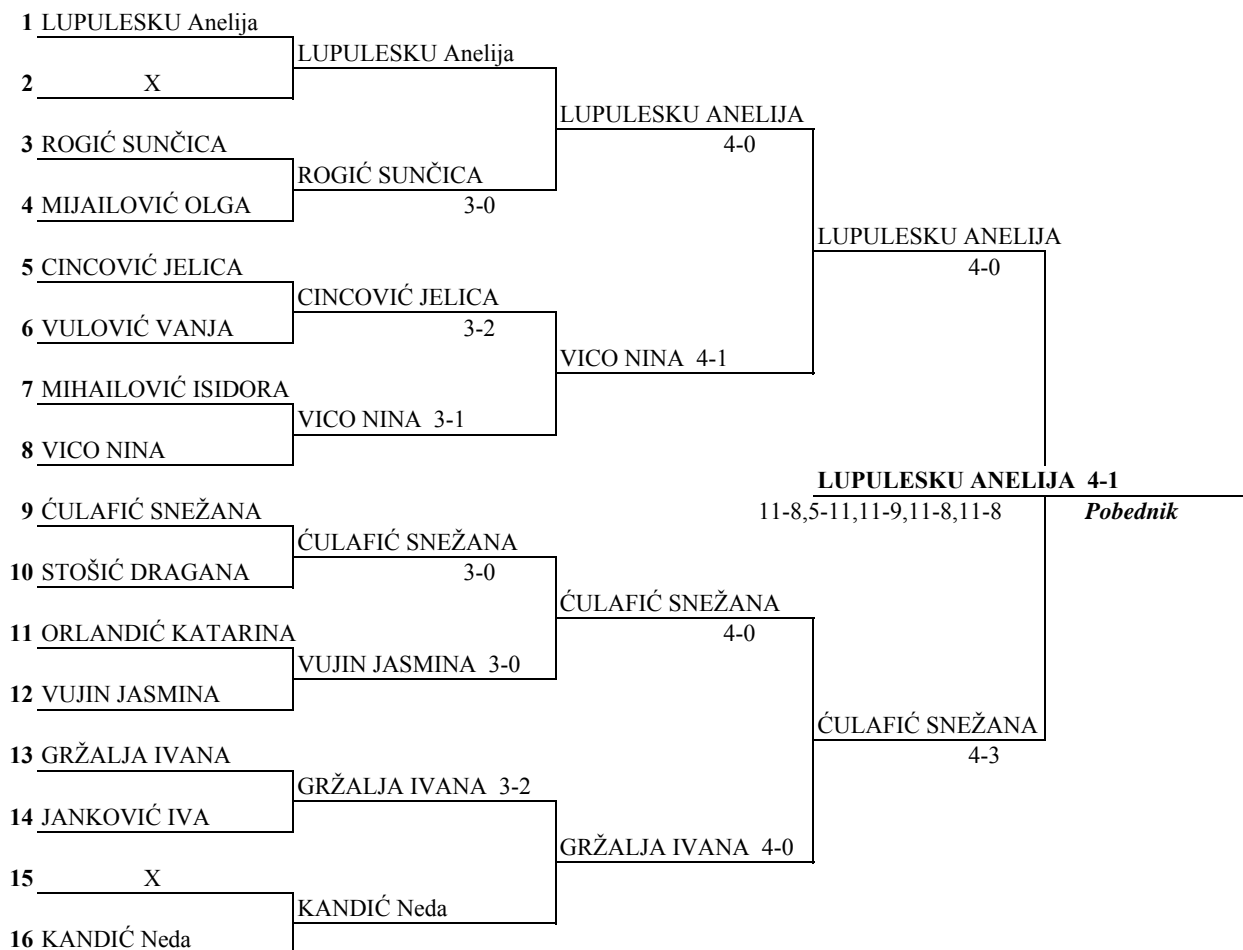 1 LUPULESKU Anelija
LUPULESKU Anelija
2 X
LUPULESKU ANELIJA
4-0
3 ROGIĆ SUNČICA
ROGIĆ SUNČICA
3-0
4 MIJAILOVIĆ OLGA
LUPULESKU ANELIJA
4-0
5 CINCOVIĆ JELICA
CINCOVIĆ JELICA
3-2
6 VULOVIĆ VANJA
VICO NINA 4-1
7 MIHAILOVIĆ ISIDORA
VICO NINA 3-1
8 VICO NINA
LUPULESKU ANELIJA 4-1
11-8,5-11,11-9,11-8,11-8 Pobednik
9 ĆULAFIĆ SNEŽANA
ĆULAFIĆ SNEŽANA
3-0
10 STOŠIĆ DRAGANA
ĆULAFIĆ SNEŽANA
4-0
11 ORLANDIĆ KATARINA
VUJIN JASMINA 3-0
12 VUJIN JASMINA
ĆULAFIĆ SNEŽANA
4-3
13 GRŽALJA IVANA
GRŽALJA IVANA 3-2
14 JANKOVIĆ IVA
GRŽALJA IVANA 4-0
15 X
KANDIĆ Neda
16 KANDIĆ Neda